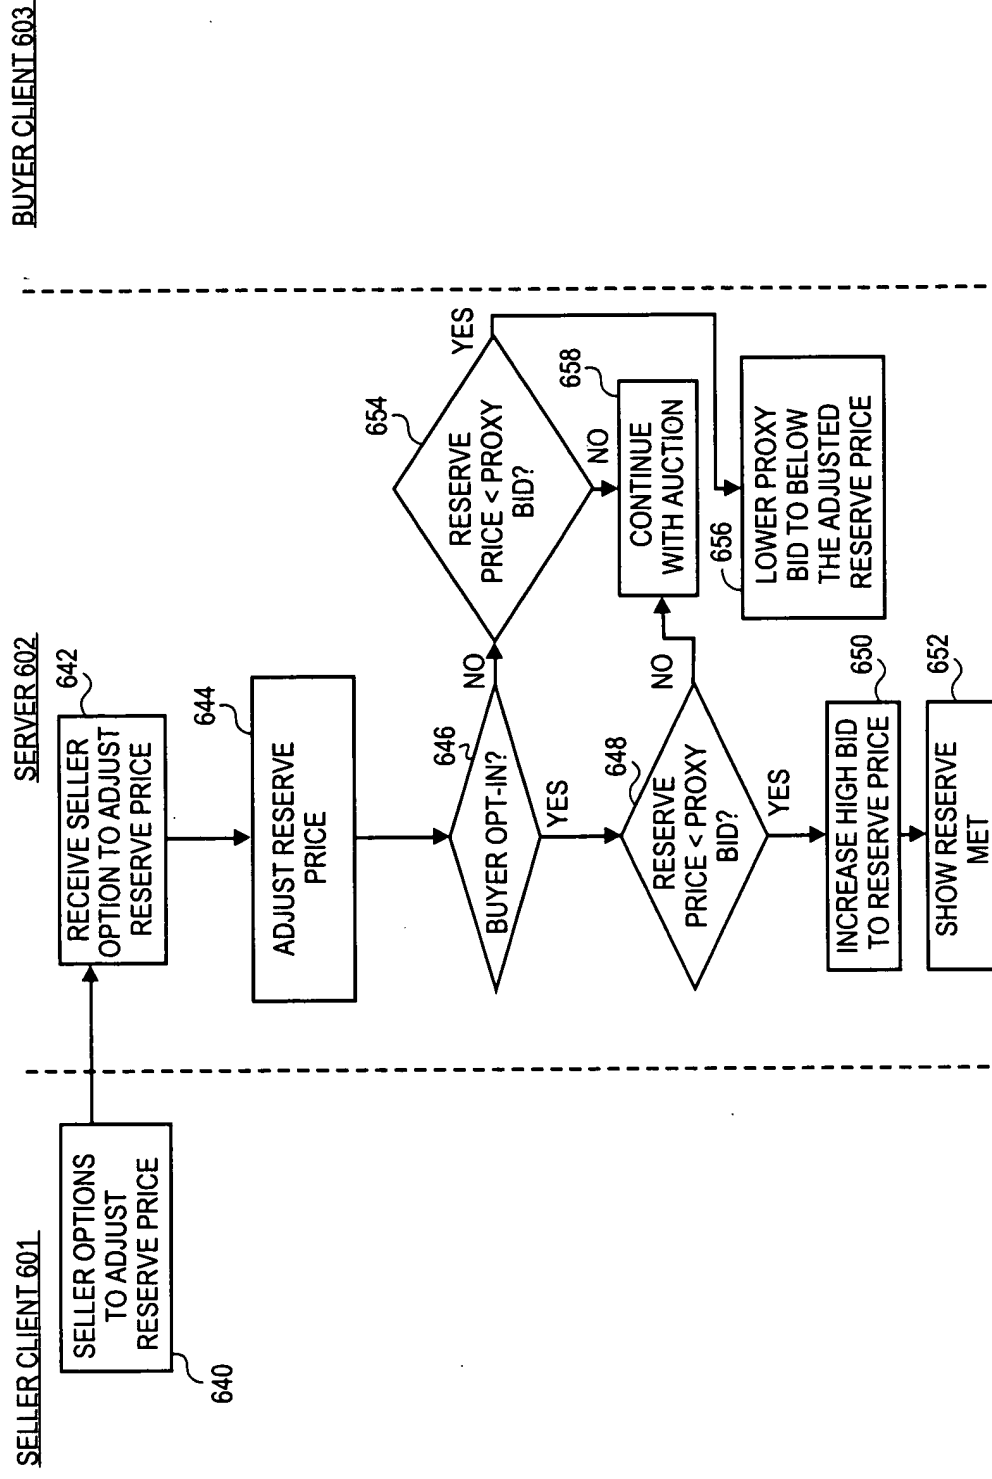 SELLER CLIENT 601
SERVER 602
BUYER CLIENT 603
SELLER OPTIONS
TO ADJUST
RESERVE PRICE
640
RECEIVE SELLER
OPTION TO ADJUST
RESERVE PRICE
642
ADJUST RESERVE
PRICE
644
BUYER OPT-IN?
646
NO
YES
RESERVE
PRICE < PROXY
BID?
654
YES
NO
RESERVE
PRICE < PROXY
BID?
648
NO
YES
CONTINUE
WITH AUCTION
658
LOWER PROXY
BID TO BELOW
THE ADJUSTED
RESERVE PRICE
656
INCREASE HIGH BID
TO RESERVE PRICE
650
SHOW RESERVE
MET
652